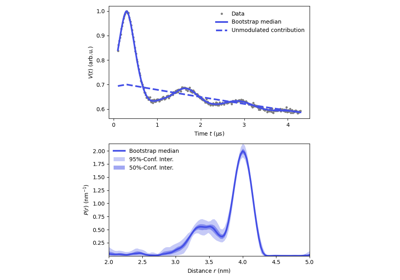 1.0
0.9
0.8
0.7
0.6
V(t) (arb.u.)
Data
Bootstrap median
Unmodulated contribution
0
1
2
3
4
Time t (μs)
2.00
1.75
1.50
1.25
1.00
0.75
0.50
0.25
P(r) (nm⁻¹)
Bootstrap median
95%-Conf. Inter.
50%-Conf. Inter.
2.0
2.5
3.0
3.5
4.0
4.5
5.0
Distance r (nm)